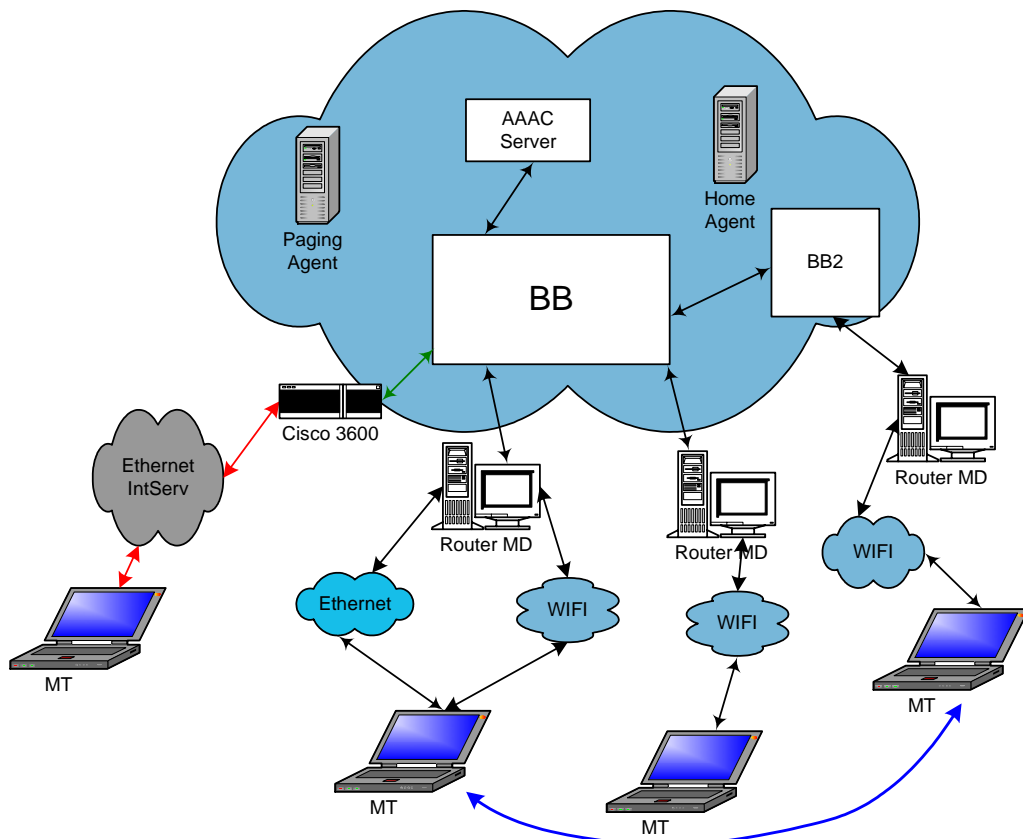 AAAC
Server
Paging
Agent
Home
Agent
BB
BB2
Cisco 3600
Ethernet
IntServ
Router MD
Router MD
Router MD
Ethernet
WIFI
WIFI
WIFI
MT
MT
MT
MT